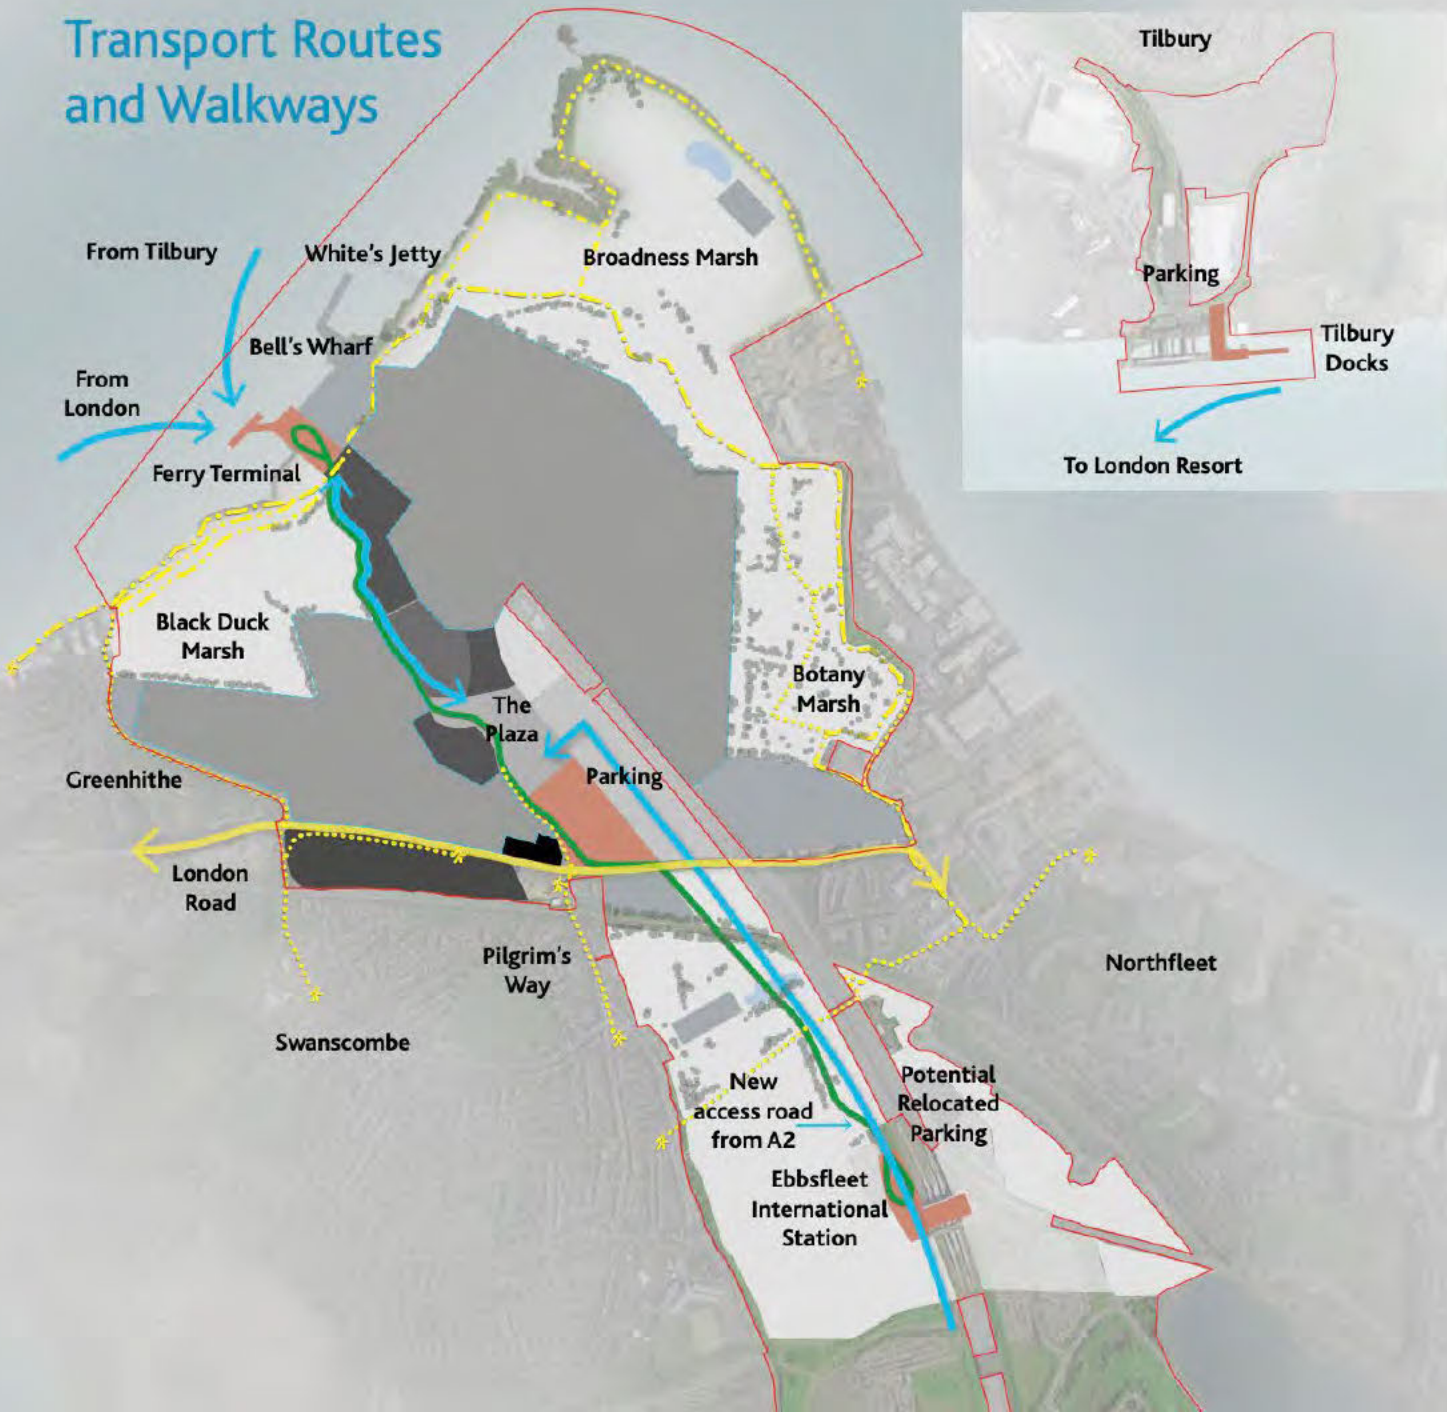 Transport Routes
and Walkways
Tilbury
From Tilbury
White's Jetty
Broadness Marsh
Parking
Bell's Wharf
Tilbury
Docks
From
London
To London Resort
Ferry Terminal
Black Duck
Marsh
Botany
Marsh
The
Plaza
Parking
Greenhithe
London
Road
Pilgrim's
Way
Northfleet
Swanscombe
New
access road
from A2
Potential
Relocated
Parking
Ebbsfleet
International
Station